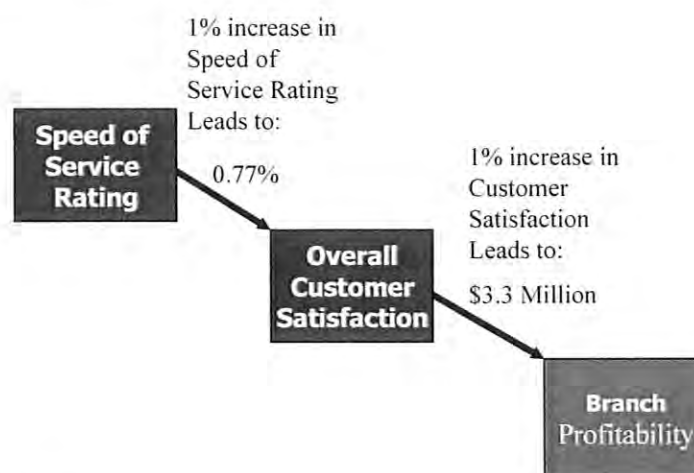 1% increase in
Speed of
Service Rating
Leads to:
Speed of
Service
Rating
0.77%
1% increase in
Customer
Satisfaction
Leads to:
Overall
Customer
Satisfaction
$3.3 Million
Branch
Profitability